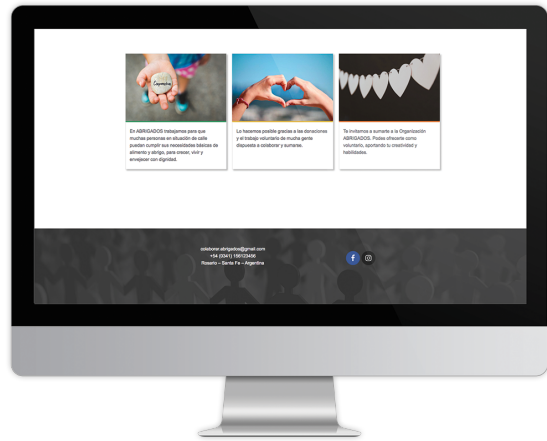 En ABRIGADOS trabajamos para que
muchas personas en situación de calle
puedan cumplir sus necesidades básicas de
alimento y abrigo, para crecer, vivir y
envejecer con dignidad.
Lo hacemos posible gracias a las donaciones
y el trabajo voluntario de mucha gente
dispuesta a colaborar y sumarse.
Te invitamos a sumarte a la Organización
ABRIGADOS. Podes ofrecerte como
voluntario, aportando tu creatividad y
habilidades.
colaborar.abrigados@gmail.com
+54 (0341) 156123456
Rosario – Santa Fe – Argentina